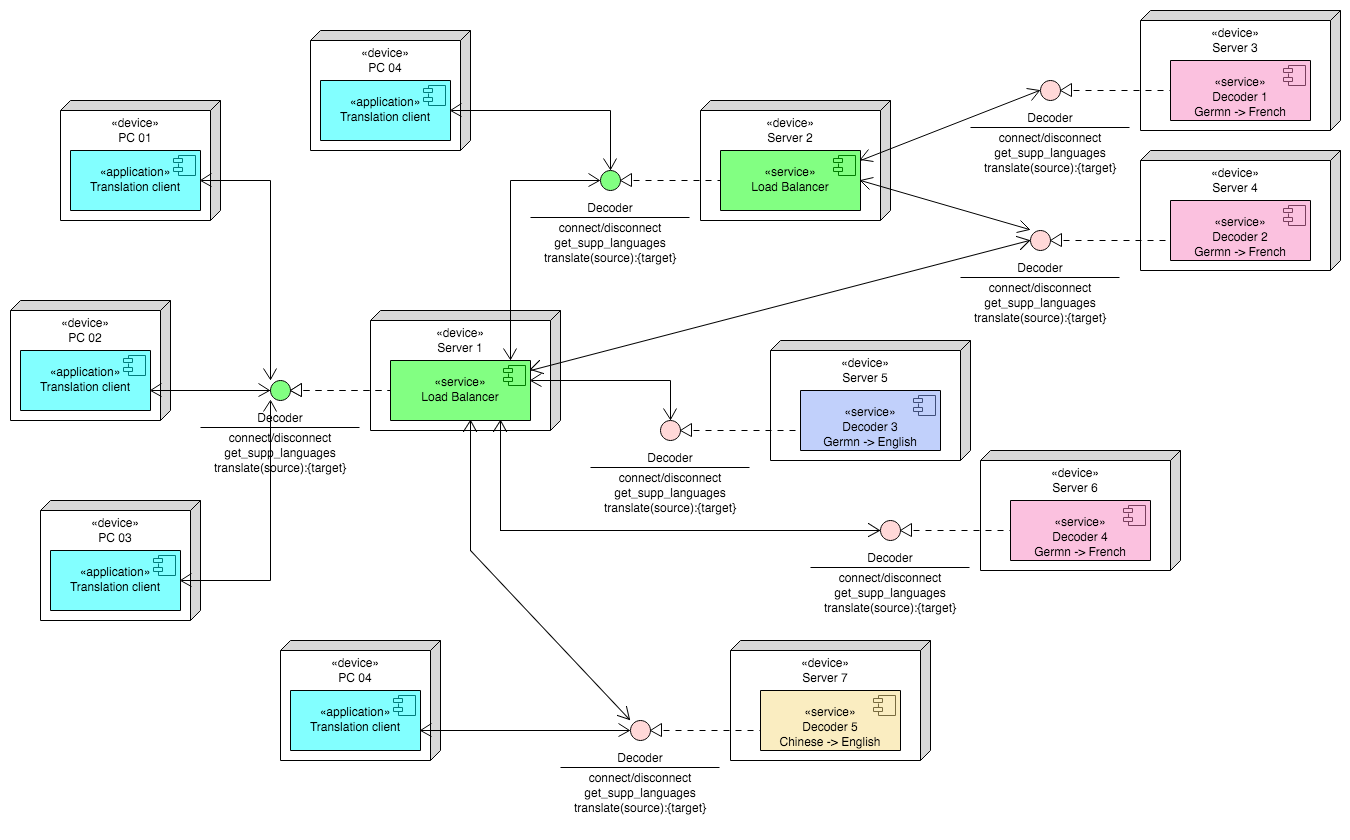 «device»
PC 04
«application»
Translation client
«device»
PC 01
«application»
Translation client
«device»
Server 2
«service»
Load Balancer
«device»
Server 3
«service»
Decoder 1
Germn -> French
Decoder
connect/disconnect
get_supp_languages
translate(source):{target}
«device»
Server 4
«service»
Decoder 2
Germn -> French
Decoder
connect/disconnect
get_supp_languages
translate(source):{target}
Decoder
connect/disconnect
get_supp_languages
translate(source):{target}
«device»
PC 02
«application»
Translation client
«device»
Server 1
«service»
Load Balancer
Decoder
connect/disconnect
get_supp_languages
translate(source):{target}
«device»
Server 5
«service»
Decoder 3
Germn -> English
Decoder
connect/disconnect
get_supp_languages
translate(source):{target}
«device»
Server 6
«service»
Decoder 4
Germn -> French
Decoder
connect/disconnect
get_supp_languages
translate(source):{target}
«device»
PC 03
«application»
Translation client
«device»
PC 04
«application»
Translation client
«device»
Server 7
«service»
Decoder 5
Chinese -> English
Decoder
connect/disconnect
get_supp_languages
translate(source):{target}